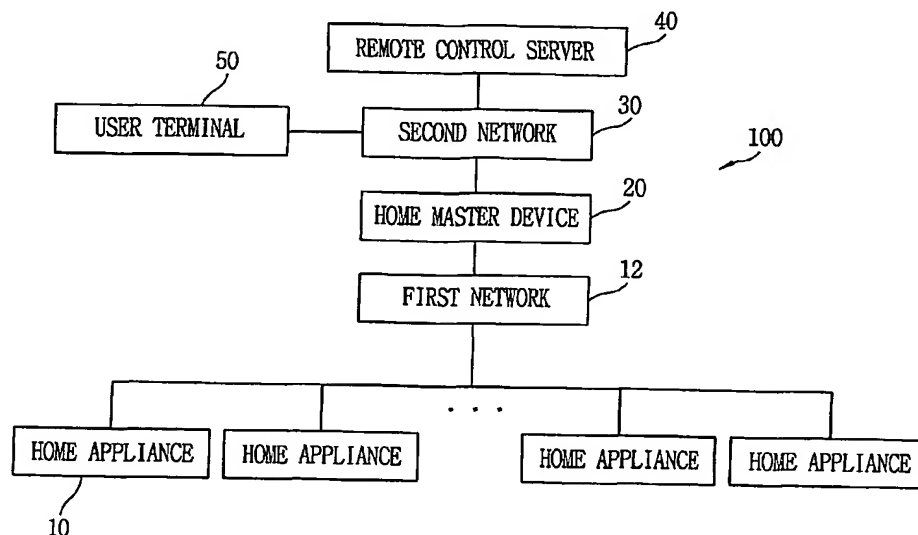 40
REMOTE CONTROL SERVER
50
USER TERMINAL
SECOND NETWORK
30
100
20
HOME MASTER DEVICE
12
FIRST NETWORK
. . .
HOME APPLIANCE
HOME APPLIANCE
HOME APPLIANCE
HOME APPLIANCE
10